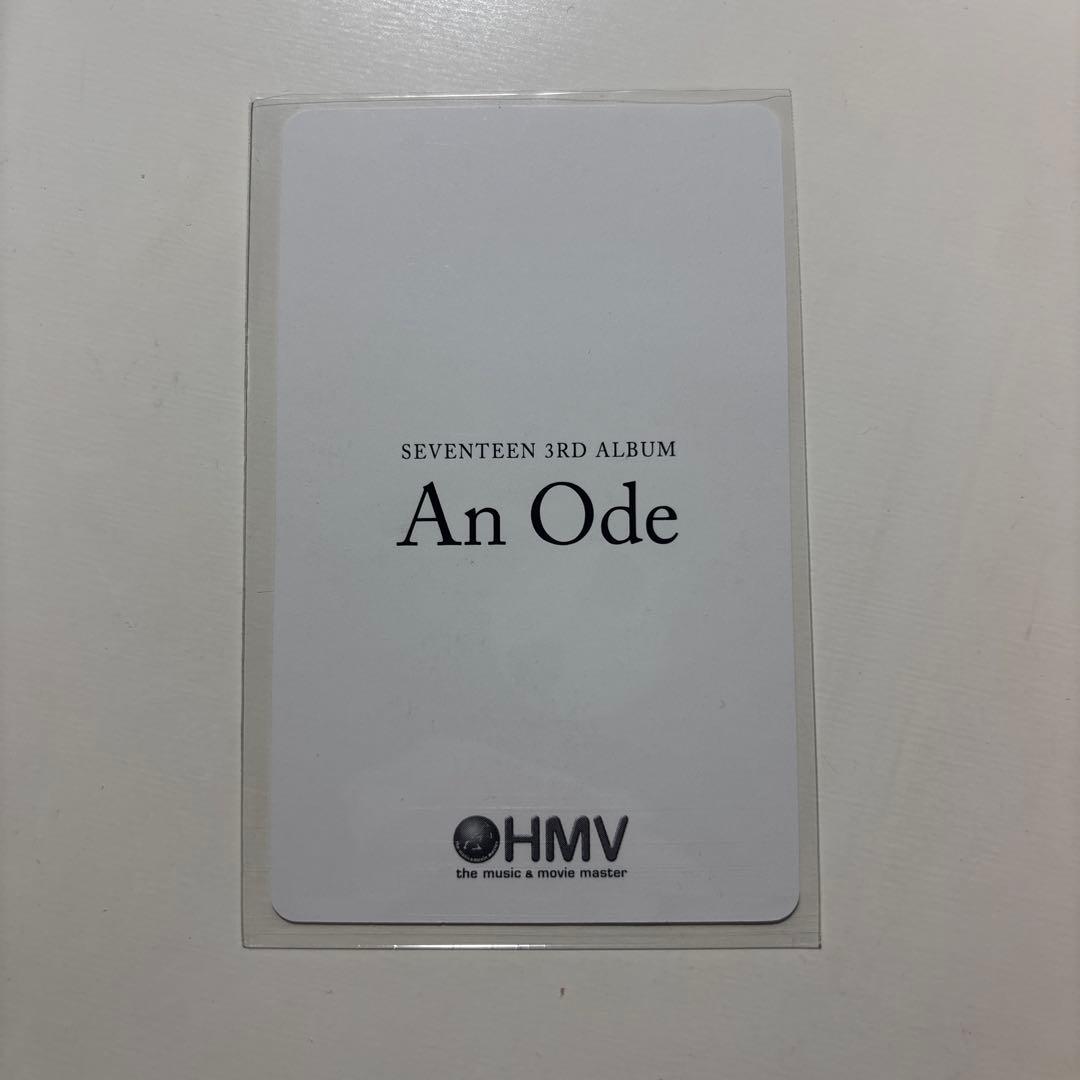 SEVENTEEN 3RD ALBUM
An Ode
HMV
the music & movie master